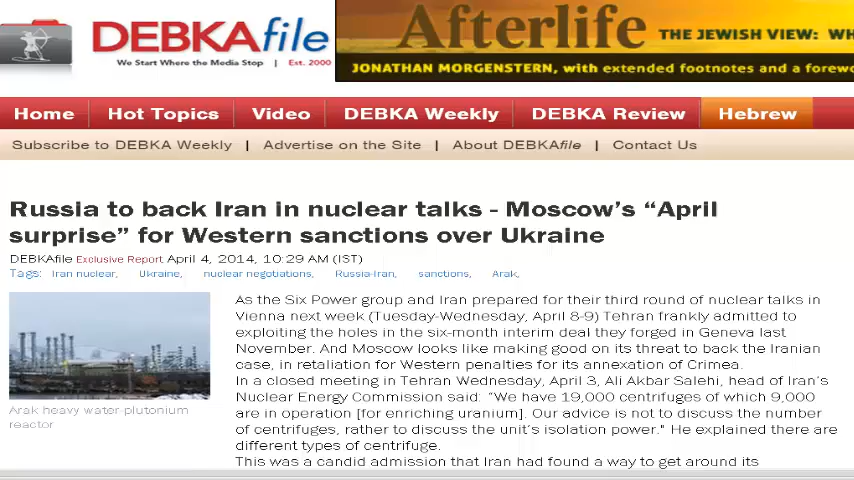 DEBKAfile
We Start Where the Media Stop | Est. 2000
Afterlife THE JEWISH VIEW:
JONATHAN MORGENSTERN, with extended footnotes and a
Home Hot Topics Video DEBKA Weekly DEBKA Review Hebrew
Subscribe to DEBKA Weekly | Advertise on the Site | About DEBKAfile | Contact Us
Russia to back Iran in nuclear talks - Moscow's “April
surprise” for Western sanctions over Ukraine
DEBKAfile Exclusive Report April 4, 2014, 10:29 AM (IST)
Tags: Iran nuclear, Ukraine, nuclear negotiations, Russia-Iran, sanctions, Arak,
As the Six Power group and Iran prepared for their third round of nuclear talks in
Vienna next week (Tuesday-Wednesday, April 8-9) Tehran frankly admitted to
exploiting the holes in the six-month interim deal they forged in Geneva last
November. And Moscow looks like making good on its threat to back the Iranian
case, in retaliation for Western penalties for its annexation of Crimea.
In a closed meeting in Tehran Wednesday, April 3, Ali Akbar Salehi, head of Iran's
Nuclear Energy Commission said: “We have 19,000 centrifuges of which 9,000
are in operation [for enriching uranium]. Our advice is not to discuss the number
of centrifuges, rather to discuss the unit's isolation power." He explained there are
different types of centrifuge.
This was a candid admission that Iran had found a way to get around its
Arak heavy water-plutonium
reactor